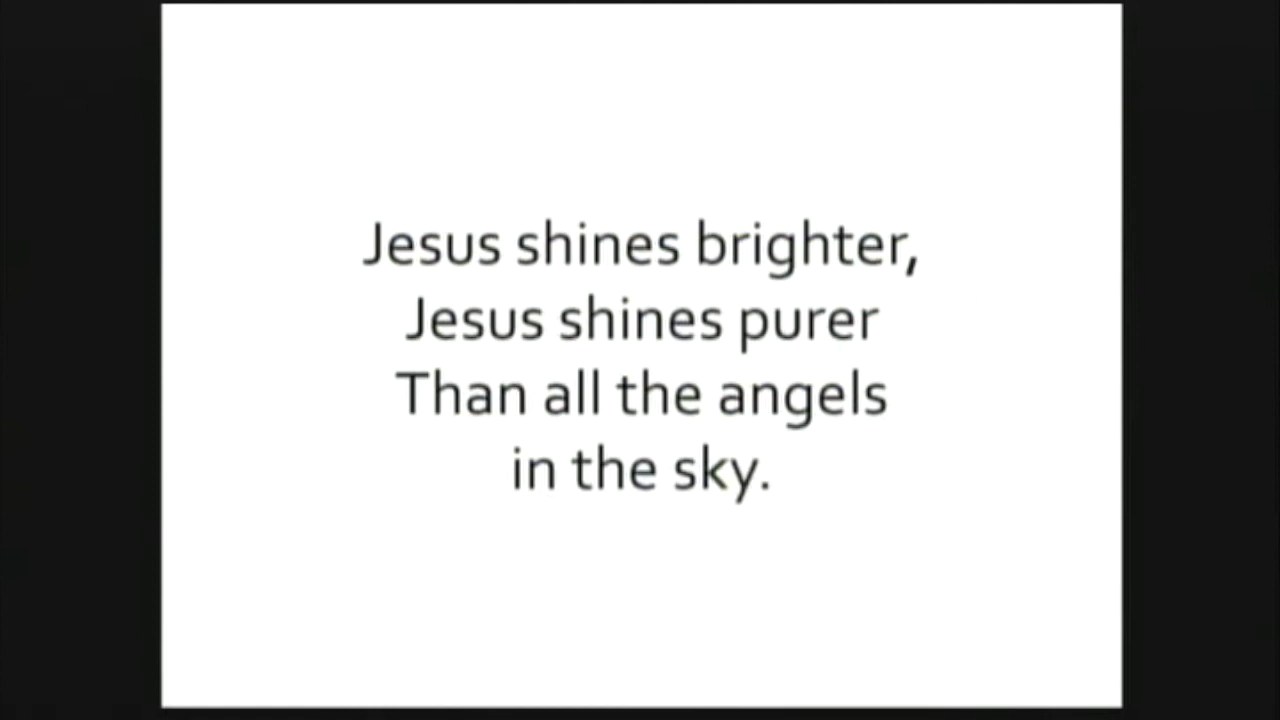 Jesus shines brighter,
Jesus shines purer
Than all the angels
in the sky.